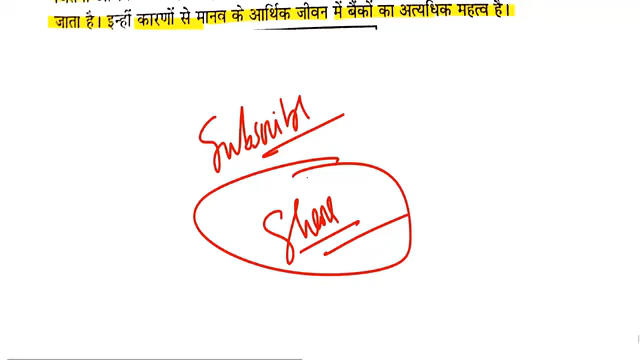 जाता है। इन्हीं कारणों से मानव के आर्थिक जीवन में बैंकों का अत्यधिक महत्व है।
Subscribe
Share